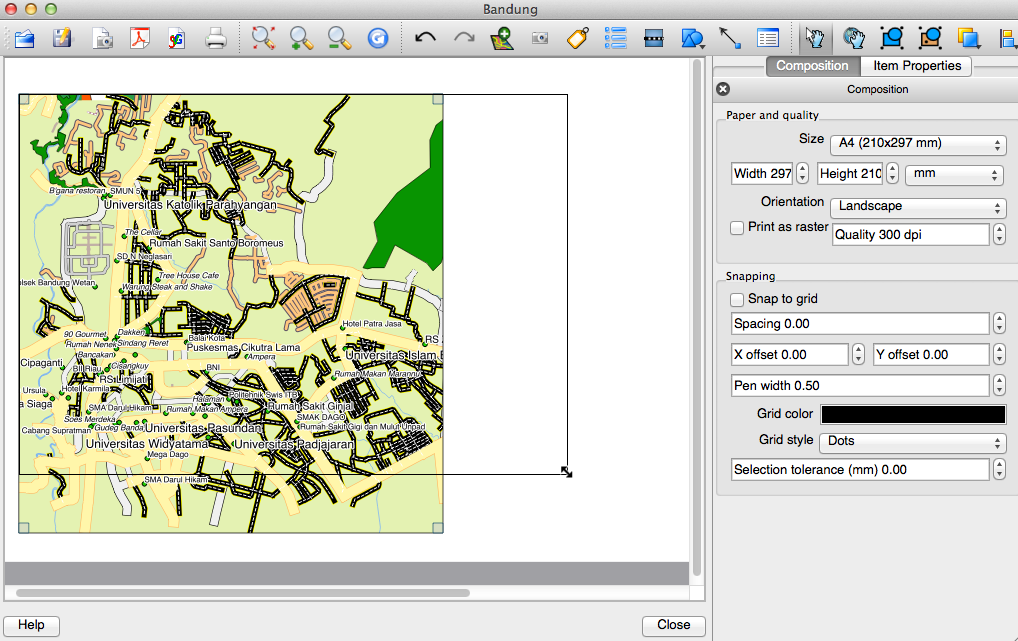 Bandung
Composition
Item Properties
Composition
Paper and quality
Size
A4 (210x297 mm)
Width 297
Height 210
mm
Orientation
Landscape
Print as raster
Quality 300 dpi
Snapping
Snap to grid
Spacing 0.00
X offset 0.00
Y offset 0.00
Pen width 0.50
Grid color
Grid style
Dots
Selection tolerance (mm) 0.00
B'gana restoran
SMUN 5
Universitas Katolik Parahyangan
The Cellar
Rumah Sakit Santo Boromeus
SD N Neglasari
Tree House Cafe
olsek Bandung Wetan
Warung Steak and Shake
Hotel Patra Jasa
90 Gourmet
Dakken
Balai Kota
RS
Rumah Nenek
Sindang Reret
Puskesmas Cikutra Lama
Bancakan
Ampera
Universitas Islam B
Cipaganti
BII Riau
Cisangkuy
BNI
RS Limijati
Rumah Makan Marannu
Ursula
Hotel Karmila
Politehnik Swis ITB
a Siaga
Halaman
SMA Darul Hikam
Rumah Makan Ampera
Rumah Sakit Ginjal
Soes Merdeka
SMAK DAGO
Cabang Supratman
Gudeg Banda
Universitas Pasundan
Rumah Sakit Gigi dan Mulut Unpad
Universitas Widyatama
Universitas Padjajaran
Mega Dago
SMA Darul Hikam
Help
Close